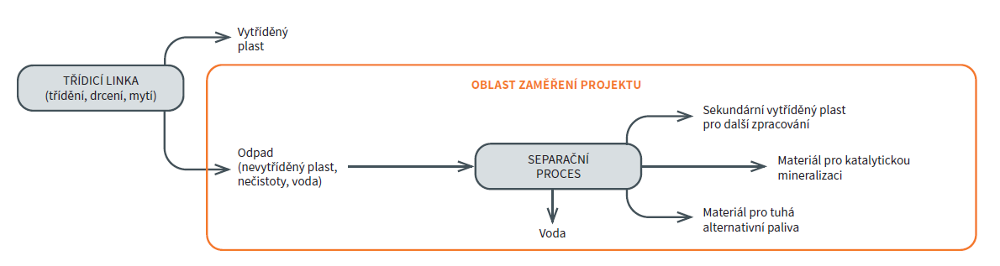 Vytříděný
plast
TŘÍDICÍ LINKA
(třídění, drcení, mytí)
OBLAST ZAMĚŘENÍ PROJEKTU
Odpad
(nevytříděný plast,
nečistoty, voda)
SEPARAČNÍ
PROCES
Voda
Sekundární vytříděný plast
pro další zpracování
Materiál pro katalytickou
mineralizaci
Materiál pro tuhá
alternativní paliva